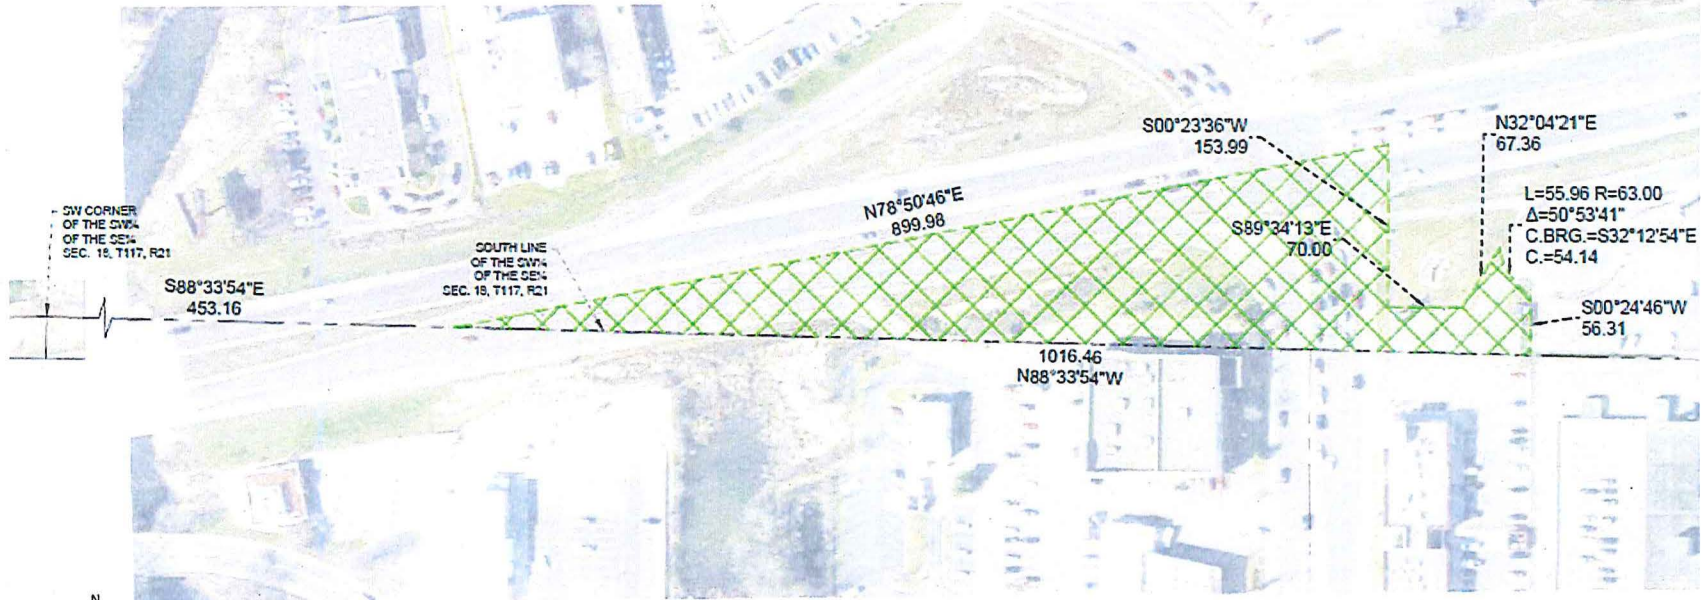 S00°23'36"W
153.99
N32°04'21"E
67.36
L=55.96 R=63.00
Δ=50°53'41"
C.BRG.=S32°12'54"E
C.=54.14
SW CORNER
OF THE SW¼
OF THE SE¼
SEC. 18, T117, R21
N78°50'46"E
899.98
S89°34'13"E
70.00
SOUTH LINE
OF THE SW¼
OF THE SE¼
SEC. 18, T117, R21
S88°33'54"E
453.16
S00°24'46"W
56.31
1016.46
N88°33'54"W
N